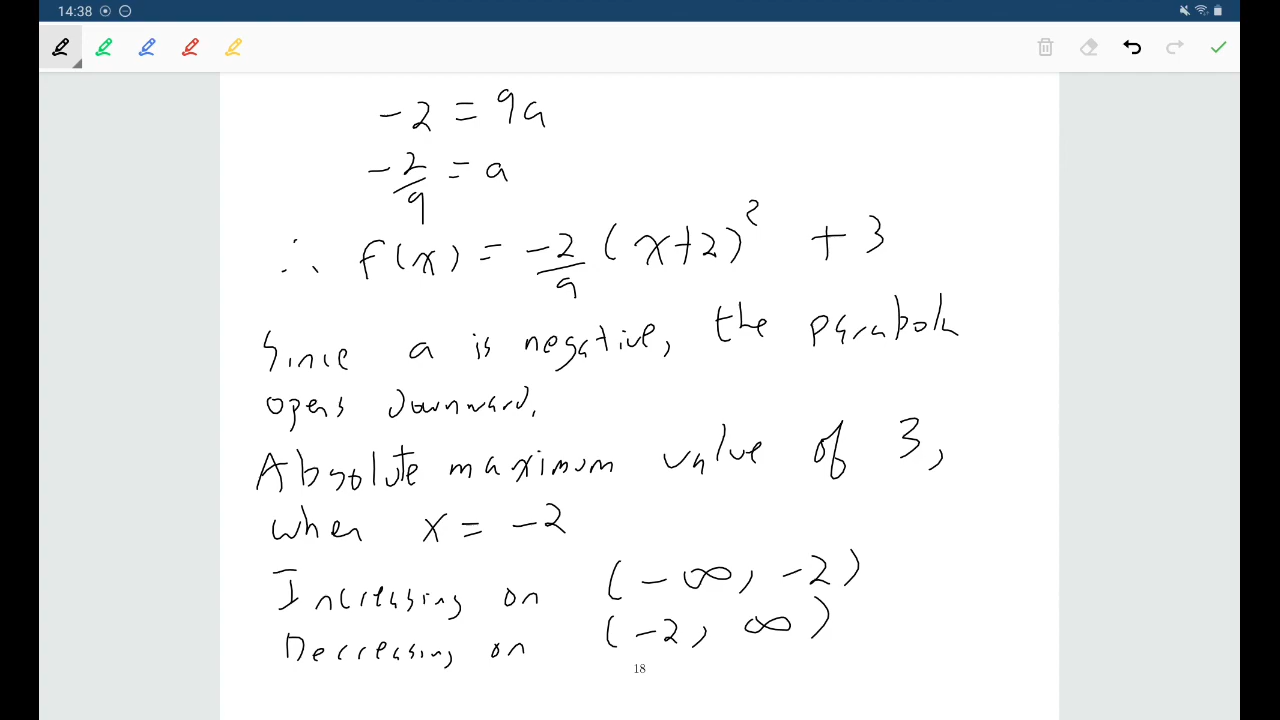 14:38
-2 = 9a
-2/9 = a
∴ f(x) = -2/9 (x+2)² + 3
Since a is negative, the parabola
opens downward.
Absolute maximum value of 3,
when x = -2
Increasing on (-∞, -2)
Decreasing on (-2, ∞)
18